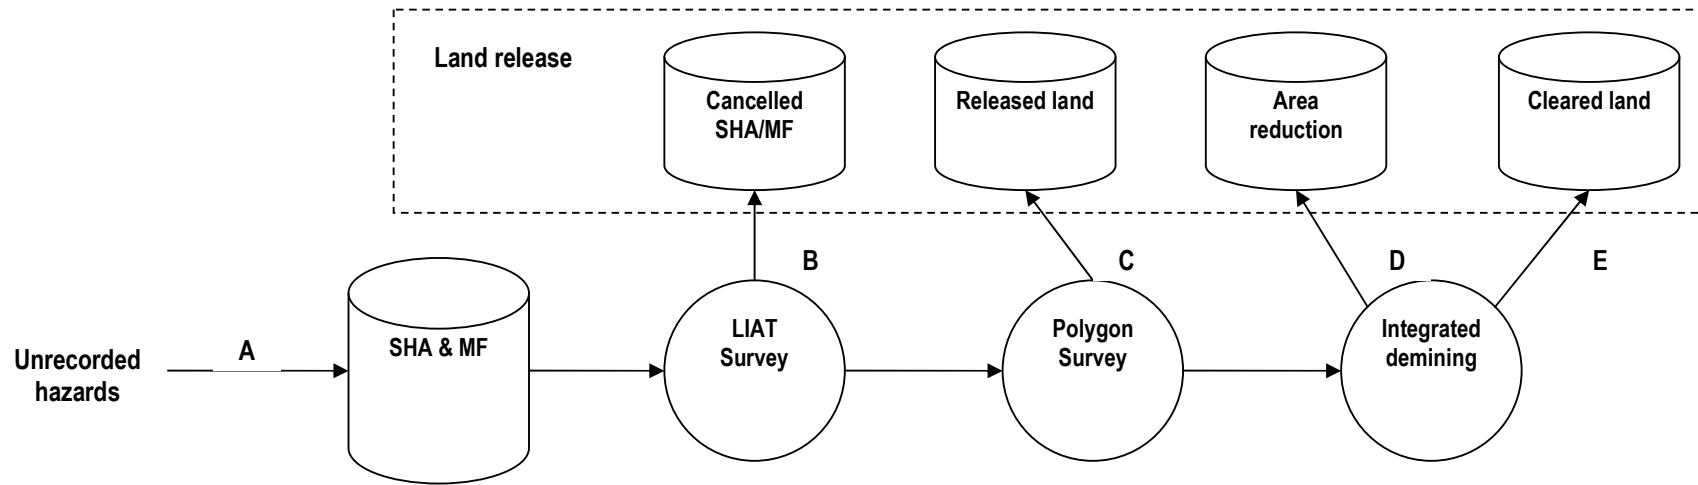 Land release
Cancelled
SHA/MF
Released land
Area
reduction
Cleared land
B
C
D
E
Unrecorded
hazards
A
SHA & MF
LIAT
Survey
Polygon
Survey
Integrated
demining